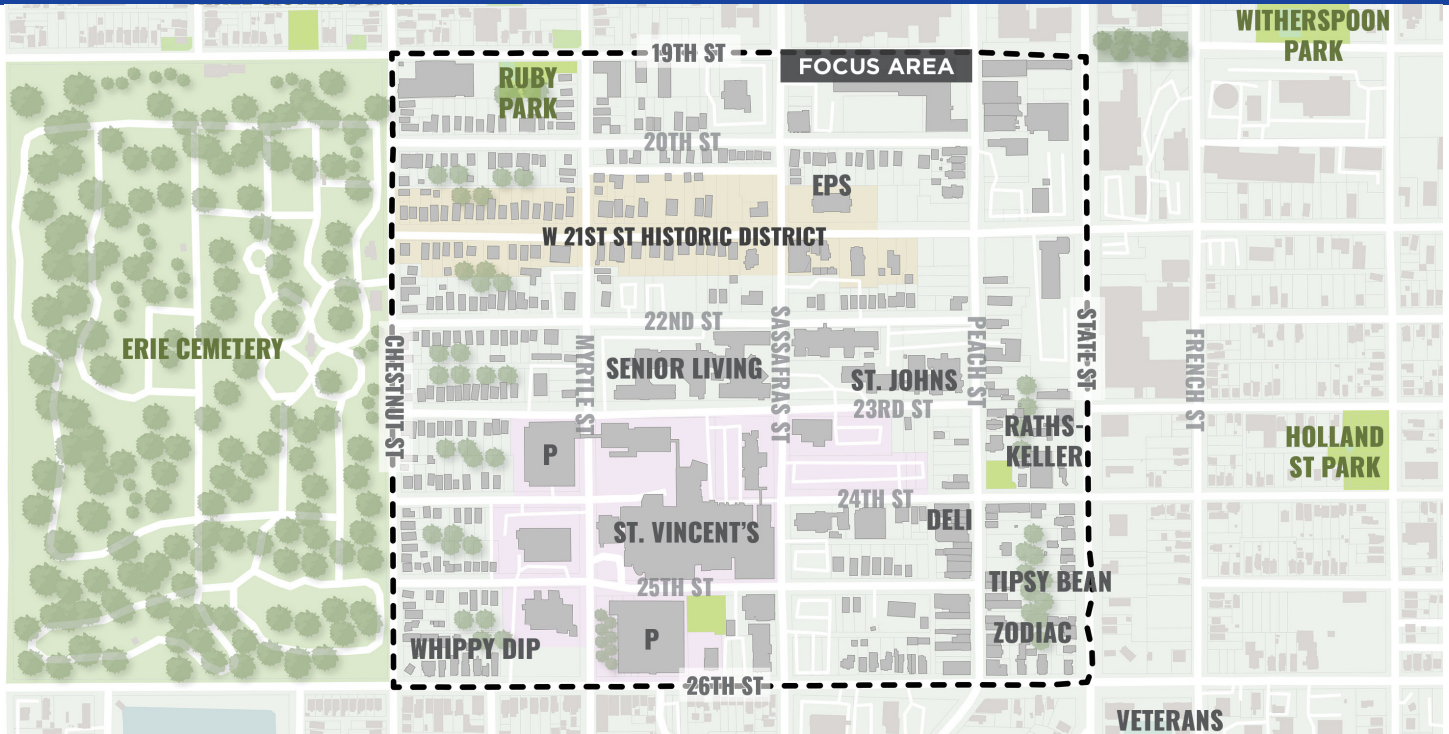 WITHERSPOON
PARK
19TH ST
FOCUS AREA
RUBY
PARK
20TH ST
EPS
W 21ST ST HISTORIC DISTRICT
22ND ST
ERIE CEMETERY
CHESTNUT ST
MYRTLE ST
SASSAFRAS ST
PEACH ST
STATE ST
FRENCH ST
SENIOR LIVING
ST. JOHNS
23RD ST
RATHS-
KELLER
HOLLAND
ST PARK
P
24TH ST
DELI
ST. VINCENT'S
25TH ST
TIPSY BEAN
ZODIAC
WHIPPY DIP
P
26TH ST
VETERANS